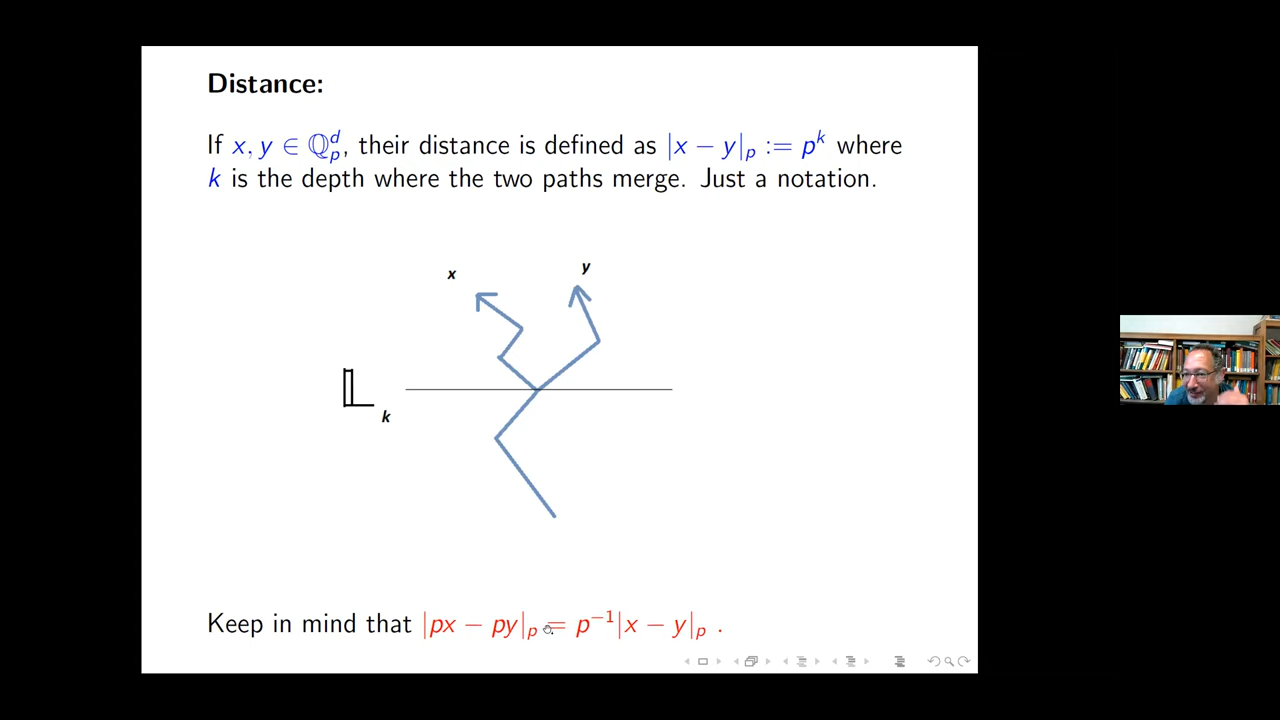 Distance:
If x, y ∈ ℚ_p^d, their distance is defined as |x − y|_p := p^k where
k is the depth where the two paths merge. Just a notation.
x
y
𝕃_k
Keep in mind that |px − py|_p = p^{−1}|x − y|_p .